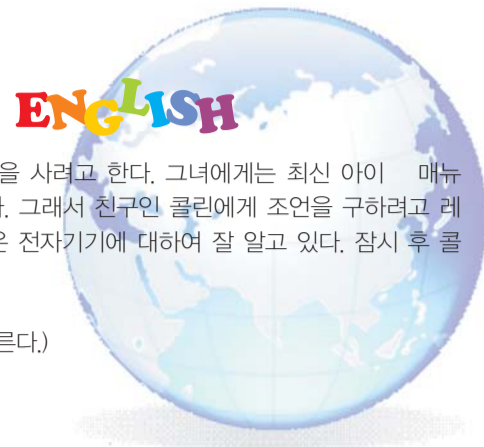 ENGLISH
을 사려고 한다. 그녀에게는 최신 아이 매뉴
. 그래서 친구인 콜린에게 조언을 구하려고 레
은 전자기기에 대하여 잘 알고 있다. 잠시 후 콜
른다.)